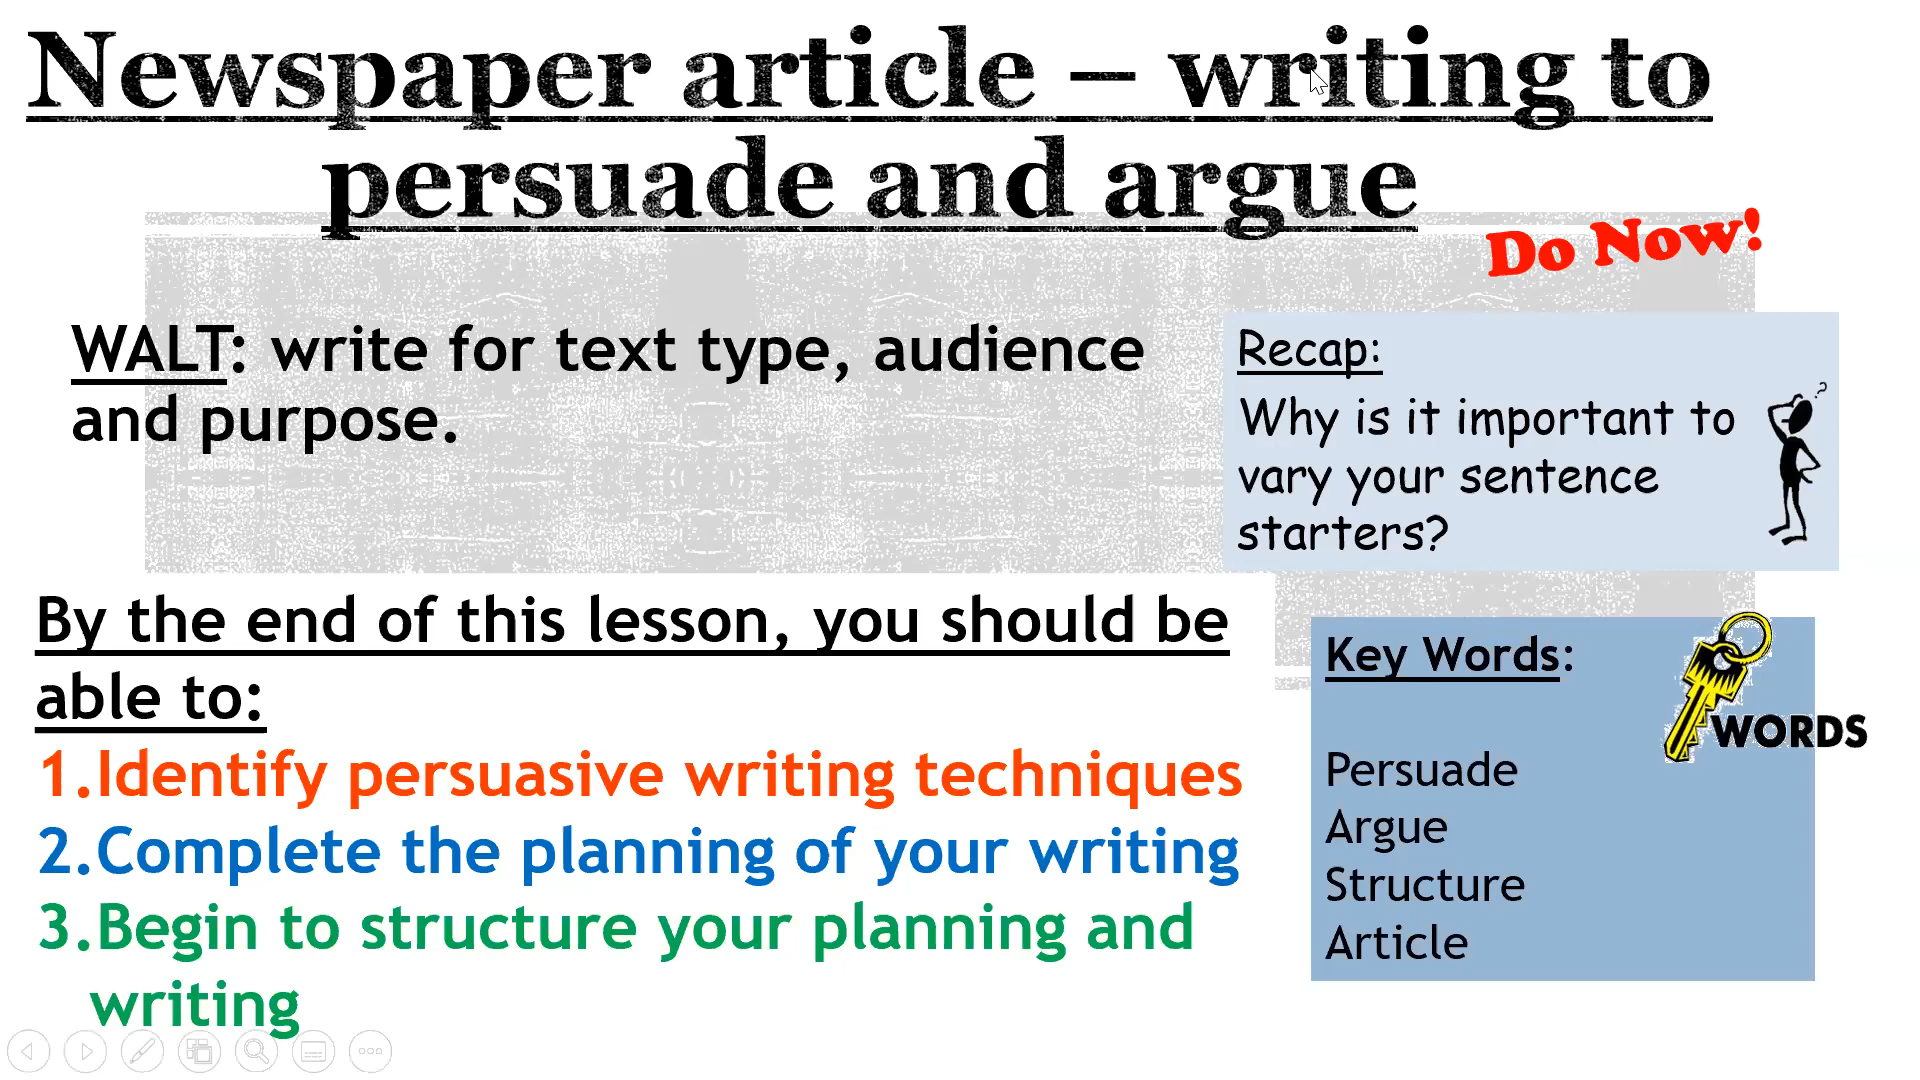 Newspaper article – writing to
persuade and argue
Do Now!
WALT: write for text type, audience
and purpose.
Recap:
Why is it important to
vary your sentence
starters?
?
By the end of this lesson, you should be
able to:
1.Identify persuasive writing techniques
2.Complete the planning of your writing
3.Begin to structure your planning and
writing
Key Words:
WORDS
Persuade
Argue
Structure
Article